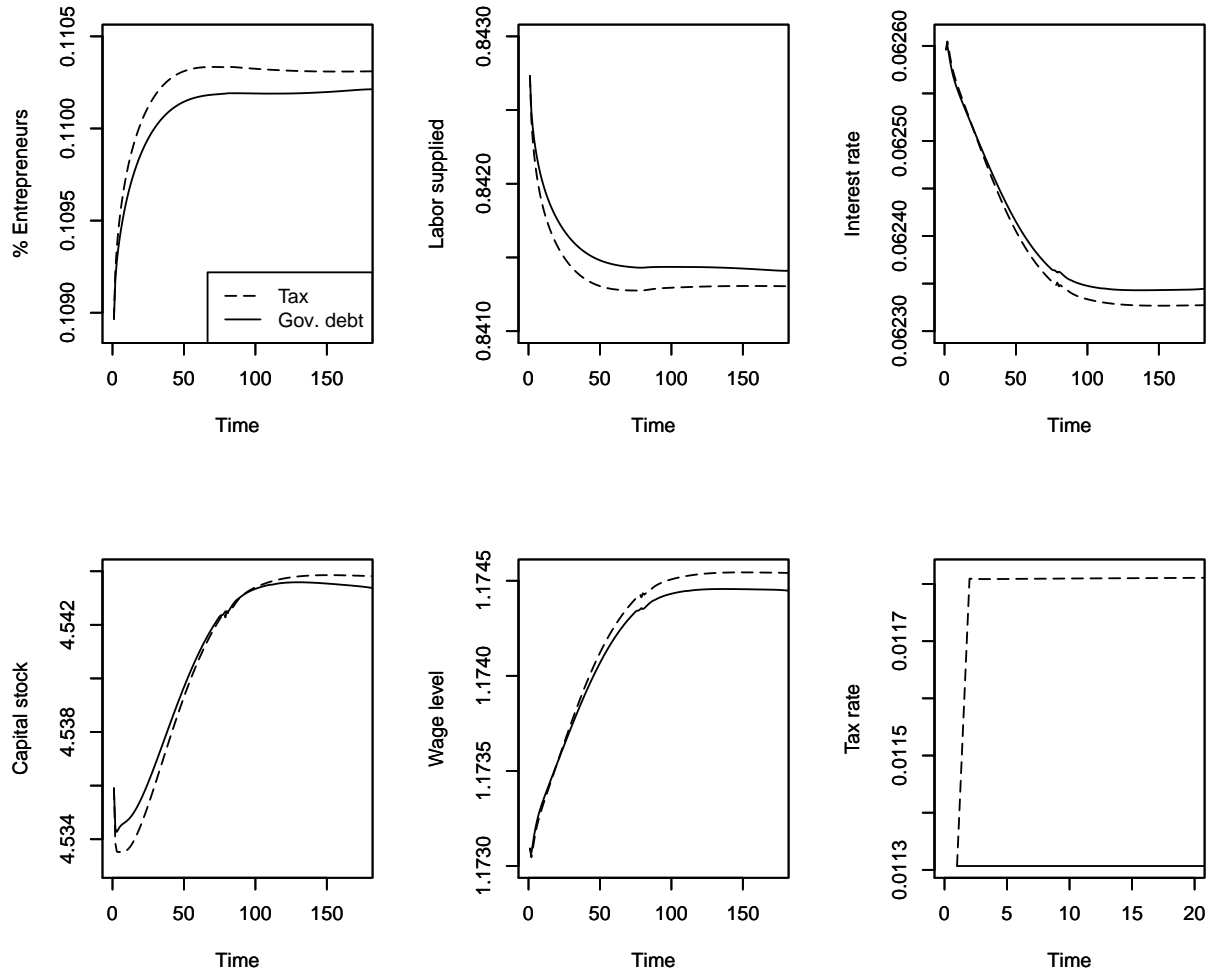 % Entrepreneurs
0.1090 0.1095 0.1100 0.1105
Tax
Gov. debt
0 50 100 150
Time
Labor supplied
0.8410 0.8420 0.8430
0 50 100 150
Time
Interest rate
0.06230 0.06240 0.06250 0.06260
0 50 100 150
Time
Capital stock
4.534 4.538 4.542
0 50 100 150
Time
Wage level
1.1730 1.1735 1.1740 1.1745
0 50 100 150
Time
Tax rate
0.0113 0.0115 0.0117
0 5 10 15 20
Time